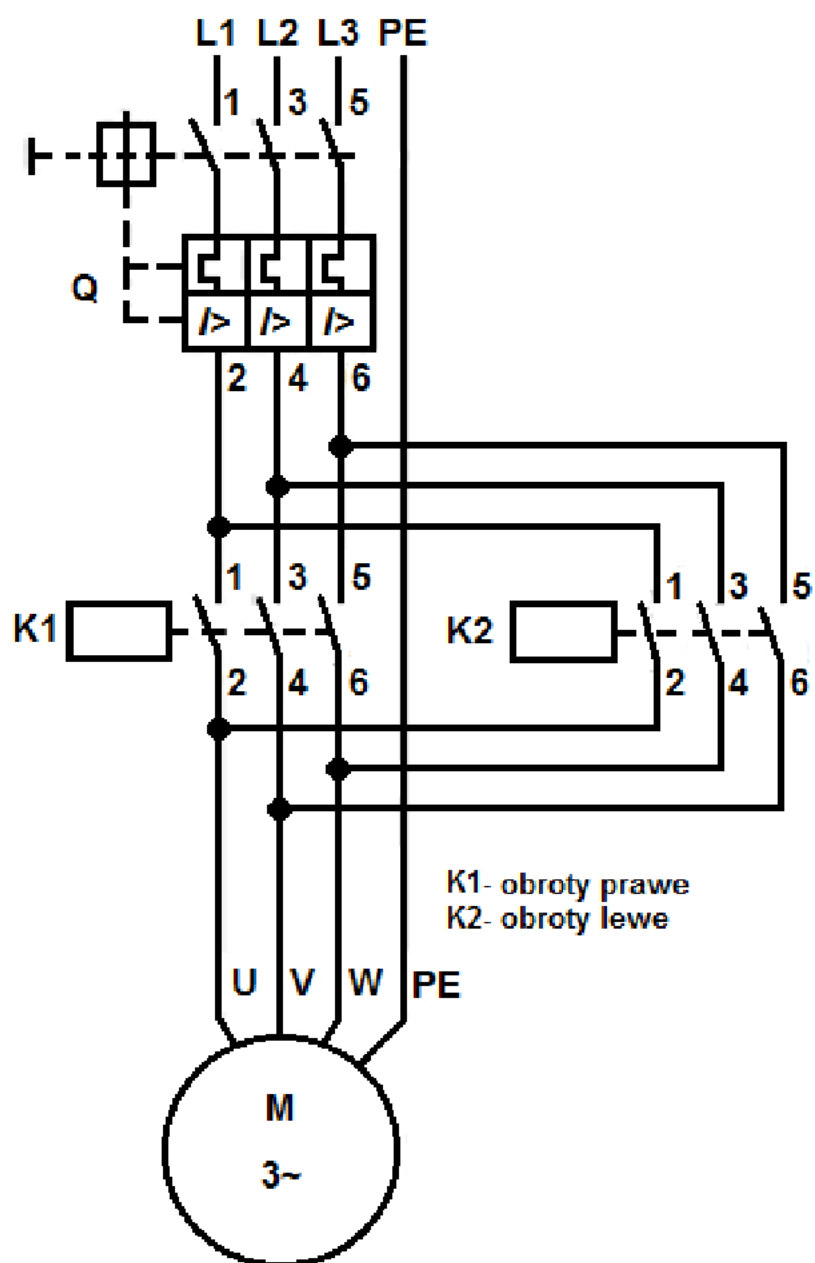 L1 L2 L3 PE
1 3 5
Q
/> /> />
2 4 6
1 3 5
1 3 5
K1
K2
2 4 6
2 4 6
K1- obroty prawe
K2- obroty lewe
U V W PE
M
3~